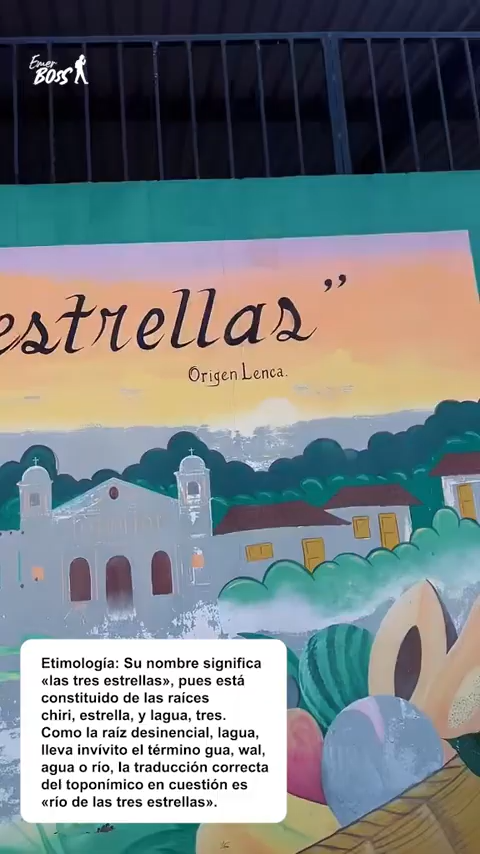 Emer
BOSS
estrellas”
Origen Lenca.
Etimología: Su nombre significa
«las tres estrellas», pues está
constituido de las raíces
chiri, estrella, y lagua, tres.
Como la raíz desinencial, lagua,
lleva invívito el término gua, wal,
agua o río, la traducción correcta
del toponímico en cuestión es
«río de las tres estrellas».